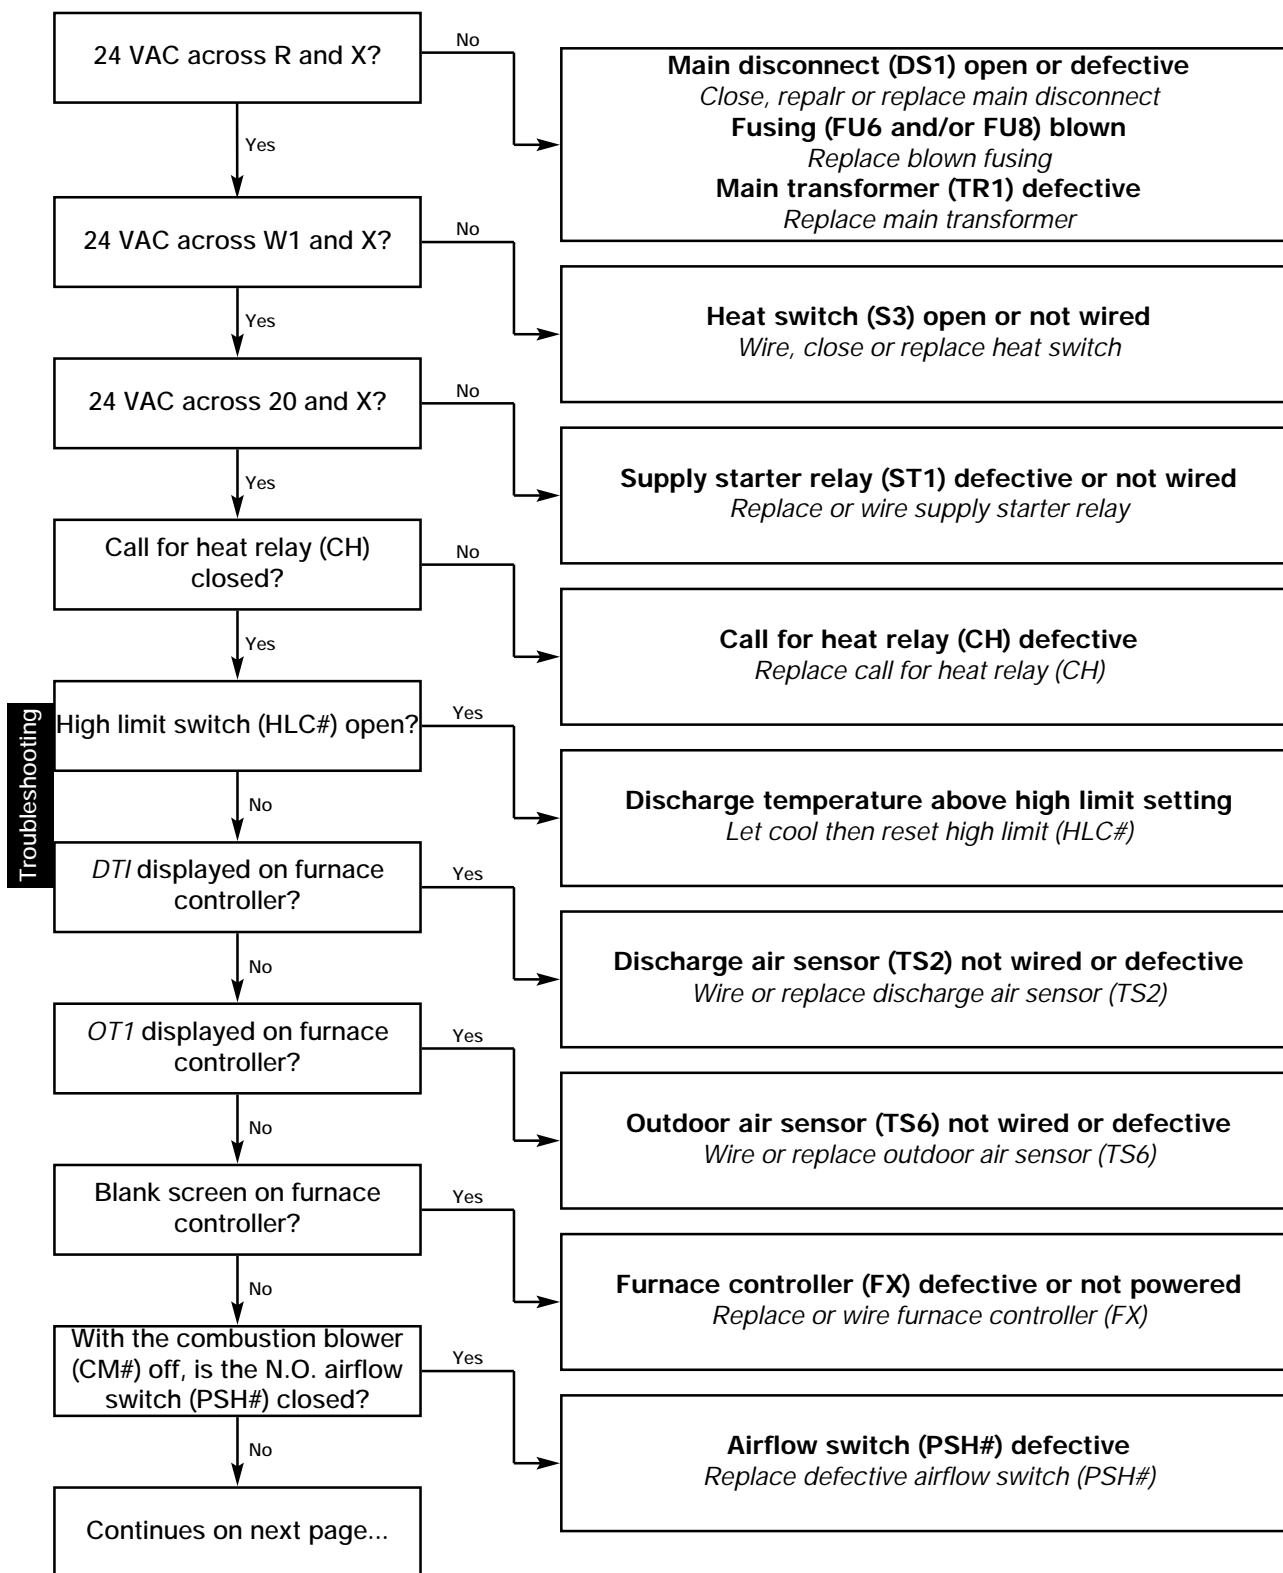 24 VAC across R and X?
No
Main disconnect (DS1) open or defective
Close, repalr or replace main disconnect
Fusing (FU6 and/or FU8) blown
Replace blown fusing
Main transformer (TR1) defective
Replace main transformer
Yes
24 VAC across W1 and X?
No
Heat switch (S3) open or not wired
Wire, close or replace heat switch
Yes
24 VAC across 20 and X?
No
Supply starter relay (ST1) defective or not wired
Replace or wire supply starter relay
Yes
Call for heat relay (CH)
closed?
No
Call for heat relay (CH) defective
Replace call for heat relay (CH)
Yes
Troubleshooting
High limit switch (HLC#) open?
Yes
Discharge temperature above high limit setting
Let cool then reset high limit (HLC#)
No
DTI displayed on furnace
controller?
Yes
Discharge air sensor (TS2) not wired or defective
Wire or replace discharge air sensor (TS2)
No
OT1 displayed on furnace
controller?
Yes
Outdoor air sensor (TS6) not wired or defective
Wire or replace outdoor air sensor (TS6)
No
Blank screen on furnace
controller?
Yes
Furnace controller (FX) defective or not powered
Replace or wire furnace controller (FX)
No
With the combustion blower
(CM#) off, is the N.O. airflow
switch (PSH#) closed?
Yes
Airflow switch (PSH#) defective
Replace defective airflow switch (PSH#)
No
Continues on next page...